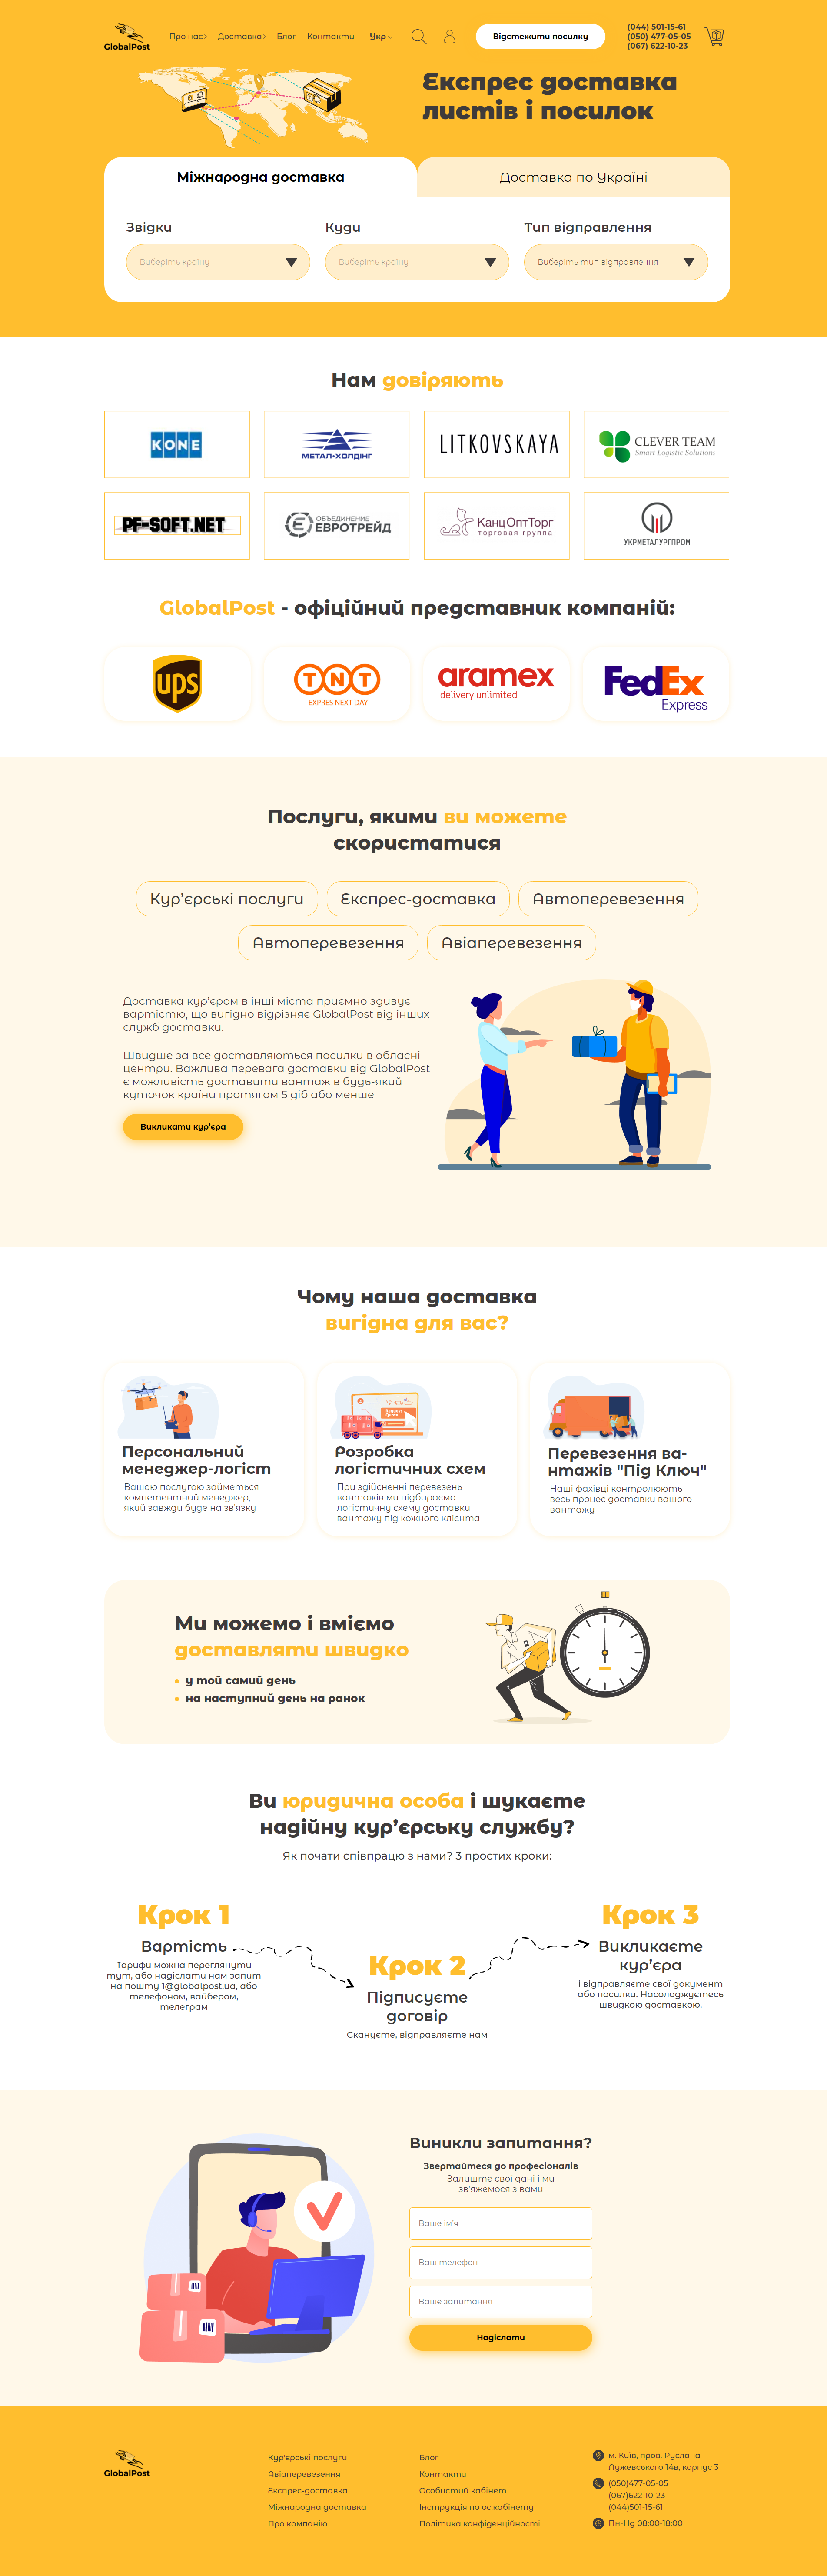 GlobalPost
Про нас
Доставка
Блог
Контакти
Укр
Відстежити посилку
(044) 501-15-61
(050) 477-05-05
(067) 622-10-23
Експрес доставка
листів і посилок
Міжнародна доставка
Доставка по Україні
Звідки
Куди
Тип відправлення
Виберіть країну
Виберіть країну
Виберіть тип відправлення
Нам довіряють
KONE
МЕТАЛ•ХОЛДІНГ
LITKOVSKAYA
CLEVER TEAM
Smart Logistic Solutions
PF-SOFT.NET
ОБЪЕДИНЕНИЕ
ЕВРОТРЕЙД
КанцОптТорг
торговая группа
УКРМЕТАЛУРГПРОМ
GlobalPost - офіційний представник компаній:
ups
TNT
EXPRES NEXT DAY
aramex
delivery unlimited
FedEx
Express
Послуги, якими ви можете
скористатися
Кур'єрські послуги
Експрес-доставка
Автоперевезення
Автоперевезення
Авіаперевезення
Доставка кур'єром в інші міста приємно здивує
вартістю, що вигідно відрізняє GlobalPost від інших
служб доставки.
Швидше за все доставляються посилки в обласні
центри. Важлива перевага доставки від GlobalPost
є можливість доставити вантаж в будь-який
куточок країни протягом 5 діб або менше
Викликати кур'єра
Чому наша доставка
вигідна для вас?
Персональний
менеджер-логіст
Вашою послугою займеться
компетентний менеджер,
який завжди буде на зв'язку
Розробка
логістичних схем
При здійсненні перевезень
вантажів ми підбираємо
логістичну схему доставки
вантажу під кожного клієнта
Перевезення ва-
нтажів "Під Ключ"
Наші фахівці контролюють
весь процес доставки вашого
вантажу
Ми можемо і вміємо
доставляти швидко
у той самий день
на наступний день на ранок
Ви юридична особа і шукаєте
надійну кур'єрську службу?
Як почати співпрацю з нами? 3 простих кроки:
Крок 1
Вартість
Тарифи можна переглянути
тут, або надіслати нам запит
на пошту 1@globalpost.ua, або
телефоном, вайбером,
телеграм
Крок 2
Підписуєте
договір
Скануєте, відправляєте нам
Крок 3
Викликаєте
кур'єра
і відправляєте свої документ
або посилки. Насолоджуєтесь
швидкою доставкою.
Виникли запитання?
Звертайтеся до професіоналів
Залиште свої дані і ми
зв'яжемося з вами
Ваше ім'я
Ваш телефон
Ваше запитання
Надіслати
GlobalPost
Кур'єрські послуги
Авіаперевезення
Експрес-доставка
Міжнародна доставка
Про компанію
Блог
Контакти
Особистий кабінет
Інструкція по ос.кабінету
Політика конфіденційності
м. Київ, пров. Руслана
Лужевського 14в, корпус 3
(050)477-05-05
(067)622-10-23
(044)501-15-61
Пн-Нд 08:00-18:00